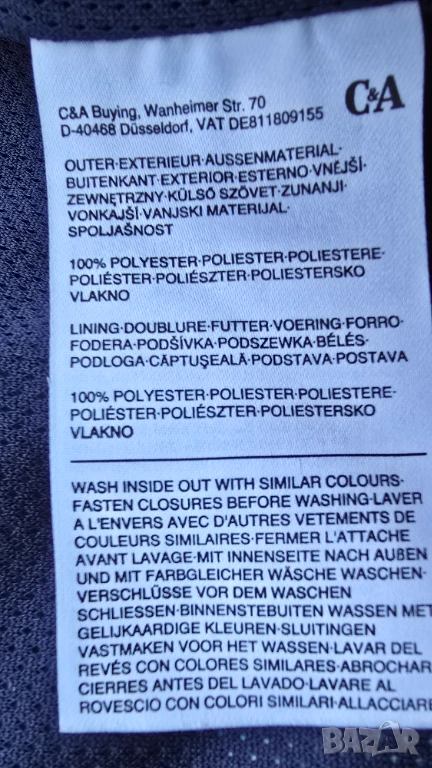 C&A
C&A Buying, Wanheimer Str. 70
D-40468 Düsseldorf, VAT DE811809155
OUTER·EXTERIEUR·AUSSENMATERIAL·
BUITENKANT·EXTERIOR·ESTERNO·VNĚJŠÍ·
ZEWNĘTRZNY·KÜLSŐ SZÖVET·ZUNANJI·
VONKAJŠÍ·VANJSKI MATERIJAL·
SPOLJAŠNOST
100% POLYESTER·POLIESTER·POLIESTERE·
POLIÉSTER·POLIÉSZTER·POLIESTERSKO
VLAKNO
LINING·DOUBLURE·FUTTER·VOERING·FORRO·
FODERA·PODŠÍVKA·PODSZEWKA·BÉLÉS·
PODLOGA·CĂPTUŞEALĂ·PODSTAVA·POSTAVA
100% POLYESTER·POLIESTER·POLIESTERE·
POLIÉSTER·POLIÉSZTER·POLIESTERSKO
VLAKNO
WASH INSIDE OUT WITH SIMILAR COLOURS·
FASTEN CLOSURES BEFORE WASHING·LAVER
A L'ENVERS AVEC D'AUTRES VETEMENTS DE
COULEURS SIMILAIRES·FERMER L'ATTACHE
AVANT LAVAGE·MIT INNENSEITE NACH AUßEN
UND MIT FARBGLEICHER WÄSCHE WASCHEN·
VERSCHLÜSSE VOR DEM WASCHEN
SCHLIESSEN·BINNENSTEBUITEN WASSEN MET
GELIJKAARDIGE KLEUREN·SLUITINGEN
VASTMAKEN VOOR HET WASSEN·LAVAR DEL
REVÉS CON COLORES SIMILARES·ABROCHAR
CIERRES ANTES DEL LAVADO·LAVARE AL
ROVESCIO CON COLORI SIMILARI·ALLACCIARE
BAZAR